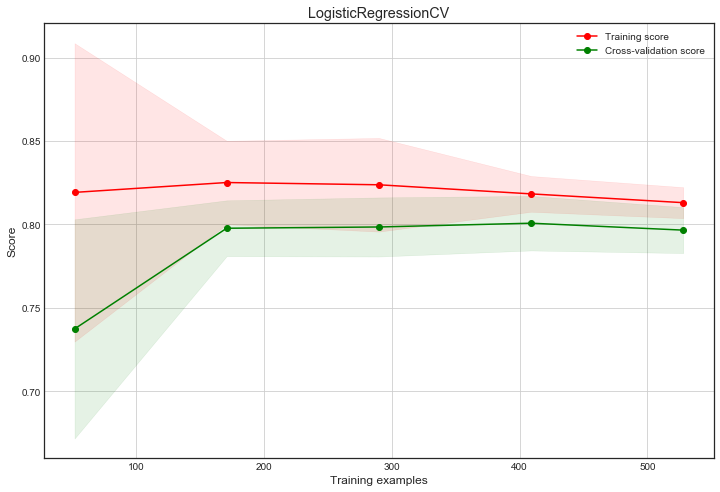 LogisticRegressionCV
Training score
Cross-validation score
0.90
0.85
0.80
0.75
0.70
Score
100
200
300
400
500
Training examples